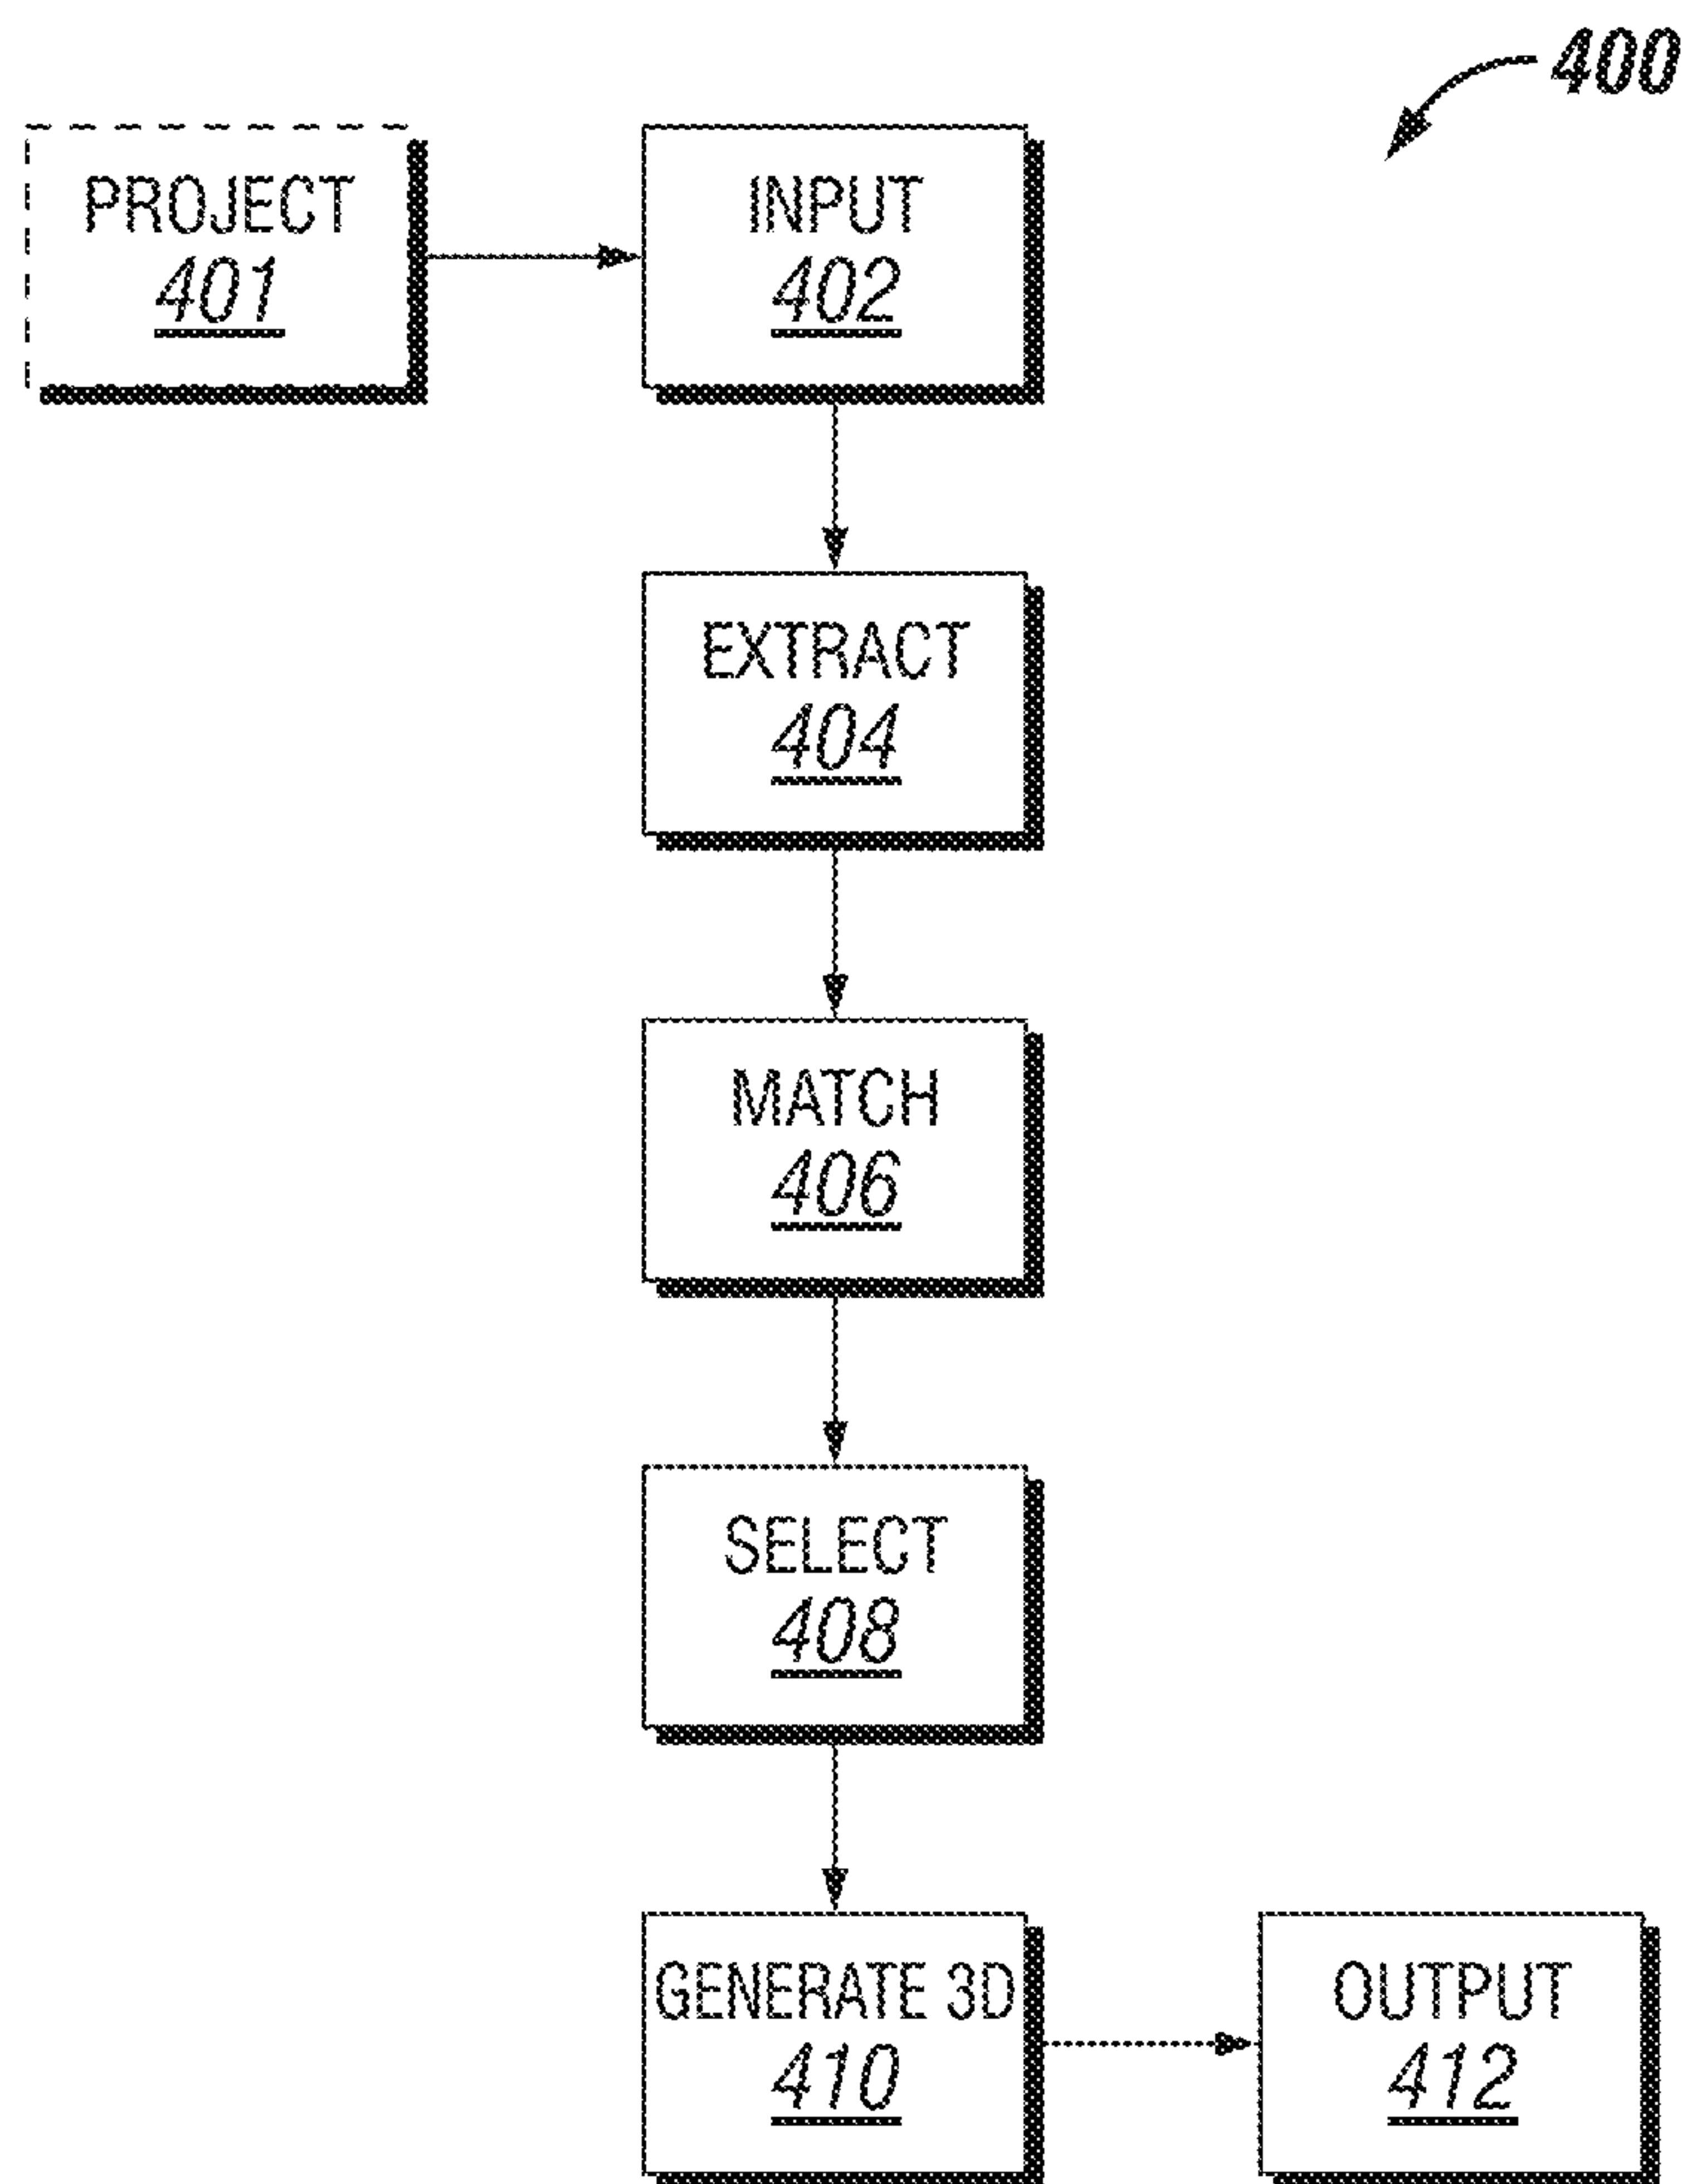 400
PROJECT
401
INPUT
402
EXTRACT
404
MATCH
406
SELECT
408
GENERATE 3D
410
OUTPUT
412